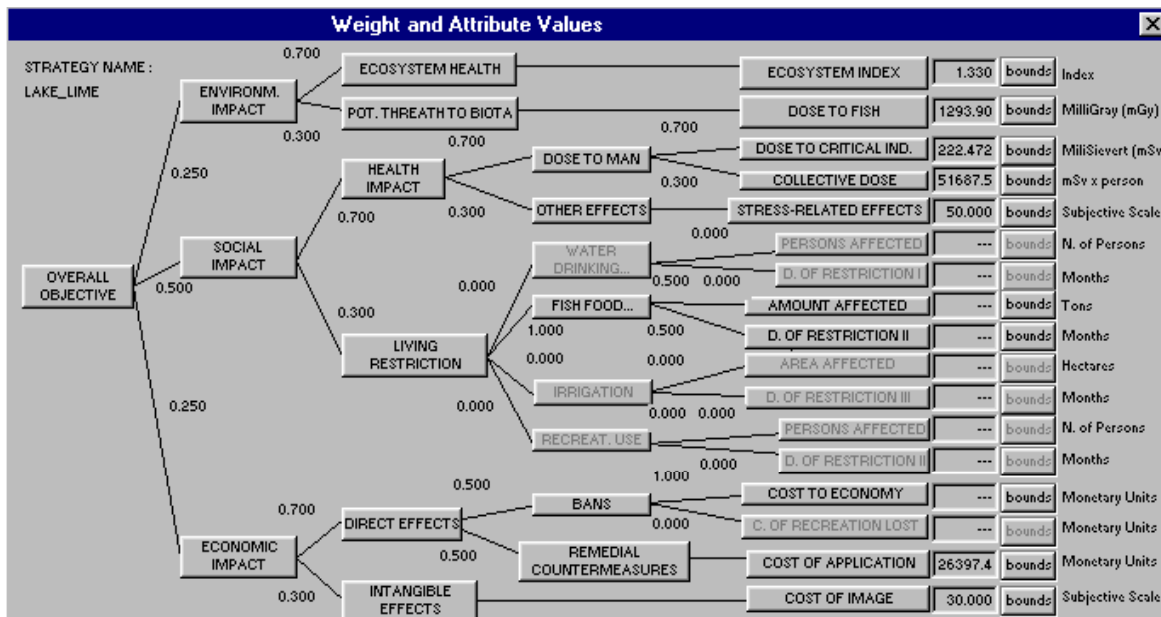 Weight and Attribute Values
STRATEGY NAME :
LAKE_LIME
0.700
ECOSYSTEM HEALTH
ECOSYSTEM INDEX
1.330
bounds
Index
ENVIRONM.
IMPACT
POT. THREATH TO BIOTA
DOSE TO FISH
1293.90
bounds
MilliGray (mGy)
0.300
0.700
0.700
DOSE TO CRITICAL IND.
222.472
bounds
MiliSievert (mSv
HEALTH
IMPACT
DOSE TO MAN
0.250
0.300
COLLECTIVE DOSE
51687.5
bounds
mSv x person
0.700
0.300
OTHER EFFECTS
STRESS-RELATED EFFECTS
50.000
bounds
Subjective Scale
0.000
SOCIAL
IMPACT
PERSONS AFFECTED
---
bounds
N. of Persons
WATER
DRINKING...
OVERALL
OBJECTIVE
0.500
0.000
0.500
0.000
D. OF RESTRICTION I
---
bounds
Months
0.300
FISH FOOD...
AMOUNT AFFECTED
---
bounds
Tons
1.000
0.500
D. OF RESTRICTION II
---
bounds
Months
LIVING
RESTRICTION
0.000
0.000
AREA AFFECTED
---
bounds
Hectares
IRRIGATION
D. OF RESTRICTION III
---
bounds
Months
0.250
0.000
0.000
0.000
PERSONS AFFECTED
---
bounds
N. of Persons
RECREAT. USE
0.000
D. OF RESTRICTION II
---
bounds
Months
1.000
0.500
COST TO ECONOMY
---
bounds
Monetary Units
0.700
BANS
DIRECT EFFECTS
0.000
C. OF RECREATION LOST
---
bounds
Monetary Units
ECONOMIC
IMPACT
0.500
REMEDIAL
COUNTERMEASURES
COST OF APPLICATION
26397.4
bounds
Monetary Units
0.300
INTANGIBLE
EFFECTS
COST OF IMAGE
30.000
bounds
Subjective Scale